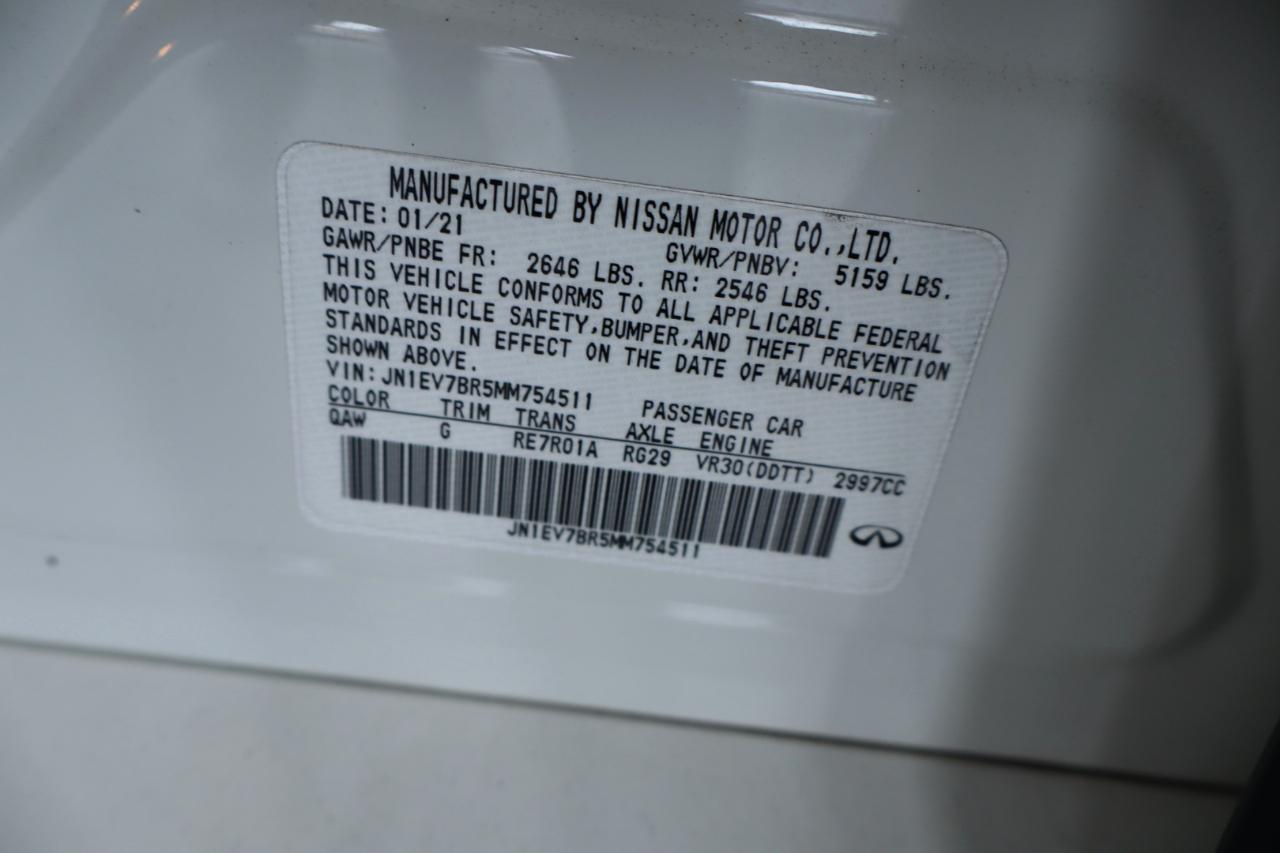 MANUFACTURED BY NISSAN MOTOR CO.,LTD.
DATE: 01/21 GVWR/PNBV: 5159 LBS.
GAWR/PNBE FR: 2646 LBS. RR: 2546 LBS.
THIS VEHICLE CONFORMS TO ALL APPLICABLE FEDERAL
MOTOR VEHICLE SAFETY,BUMPER,AND THEFT PREVENTION
STANDARDS IN EFFECT ON THE DATE OF MANUFACTURE
SHOWN ABOVE.
VIN: JN1EV7BR5MM754511 PASSENGER CAR
COLOR TRIM TRANS AXLE ENGINE
QAW G RE7R01A RG29 VR30(DDTT) 2997CC
JN1EV7BR5MM754511